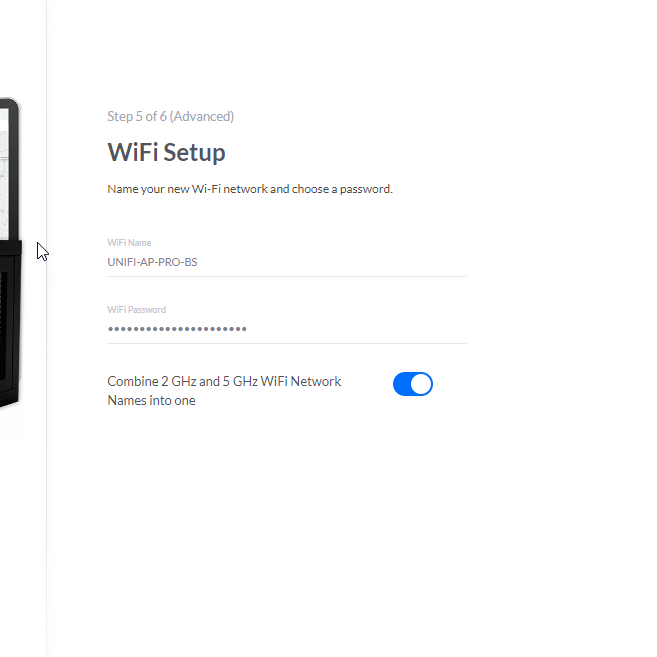 Step 5 of 6 (Advanced)
WiFi Setup
Name your new Wi-Fi network and choose a password.
WiFi Name
UNIFI-AP-PRO-BS
WiFi Password
••••••••••••••••••••••
Combine 2 GHz and 5 GHz WiFi Network
Names into one